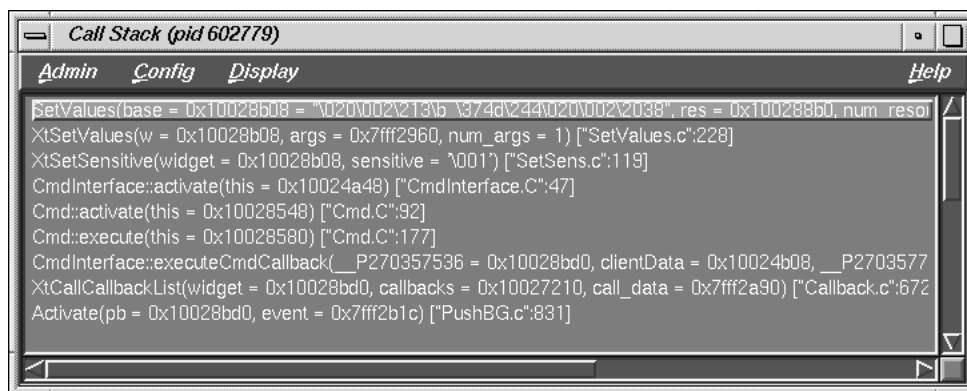 Call Stack (pid 602779)
Admin Config Display Help
SetValues(base = 0x10028b08 = "\020\002\213\b_\374d\244\020\002\2038", res = 0x100288b0, num_resou
XtSetValues(w = 0x10028b08, args = 0x7fff2960, num_args = 1) ["SetValues.c":228]
XtSetSensitive(widget = 0x10028b08, sensitive = '\001') ["SetSens.c":119]
CmdInterface::activate(this = 0x10024a48) ["CmdInterface.C":47]
Cmd::activate(this = 0x10028548) ["Cmd.C":92]
Cmd::execute(this = 0x10028580) ["Cmd.C":177]
CmdInterface::executeCmdCallback(__P270357536 = 0x10028bd0, clientData = 0x10024b08, __P2703577
XtCallCallbackList(widget = 0x10028bd0, callbacks = 0x10027210, call_data = 0x7fff2a90) ["Callback.c":672
Activate(pb = 0x10028bd0, event = 0x7fff2b1c) ["PushBG.c":831]